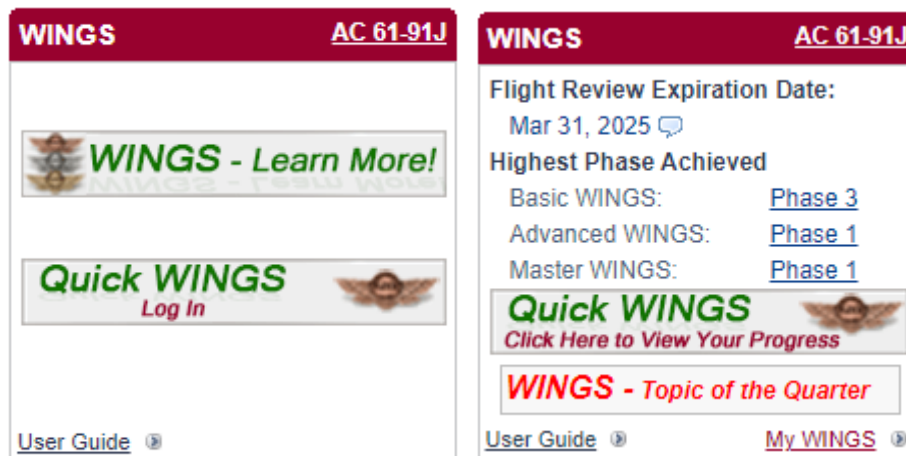 WINGS AC 61-91J
WINGS - Learn More!
Quick WINGS
Log In
User Guide
WINGS AC 61-91J
Flight Review Expiration Date:
Mar 31, 2025
Highest Phase Achieved
Basic WINGS: Phase 3
Advanced WINGS: Phase 1
Master WINGS: Phase 1
Quick WINGS
Click Here to View Your Progress
WINGS - Topic of the Quarter
User Guide My WINGS